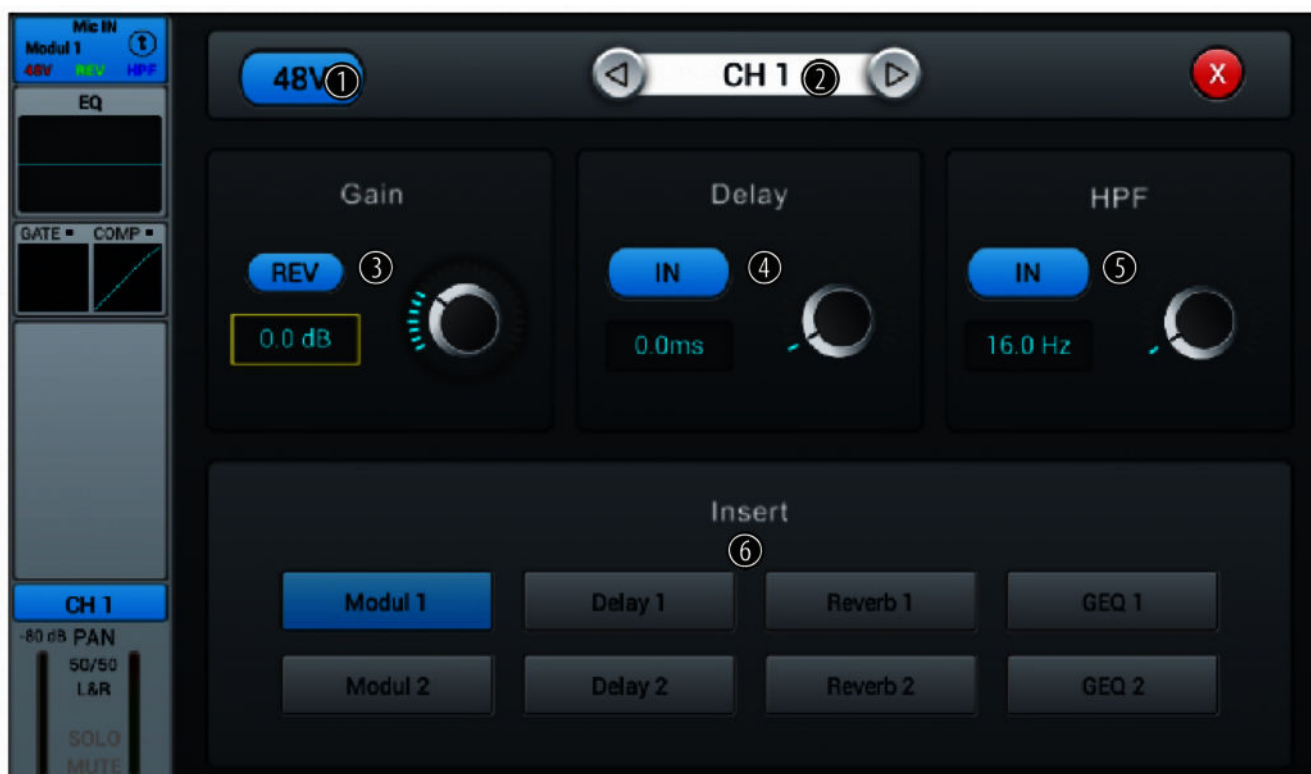 Mic IN
Modul 1
48V REV HPF
EQ
GATE COMP
CH 1
-80 dB PAN
50/50
L&R
SOLO
MUTE
48V ①
CH 1 ②
X
Gain
REV ③
0.0 dB
Delay
IN ④
0.0ms
HPF
IN ⑤
16.0 Hz
Insert
⑥
Modul 1 Delay 1 Reverb 1 GEQ 1
Modul 2 Delay 2 Reverb 2 GEQ 2